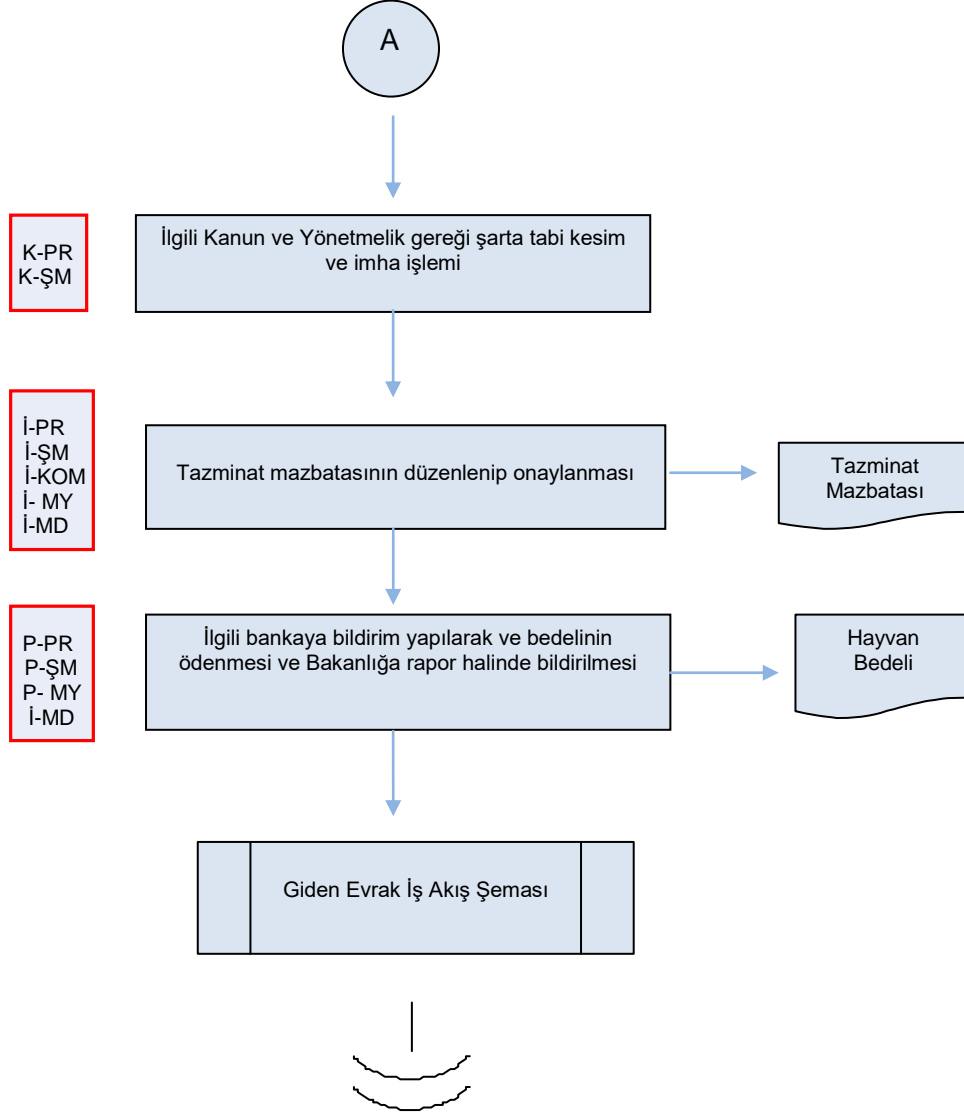 A
K-PR
K-ŞM
İlgili Kanun ve Yönetmelik gereği şarta tabi kesim
ve imha işlemi
İ-PR
İ-ŞM
İ-KOM
İ- MY
İ-MD
Tazminat mazbatasının düzenlenip onaylanması
Tazminat
Mazbatası
P-PR
P-ŞM
P- MY
İ-MD
İlgili bankaya bildirim yapılarak ve bedelinin
ödenmesi ve Bakanlığa rapor halinde bildirilmesi
Hayvan
Bedeli
Giden Evrak İş Akış Şeması